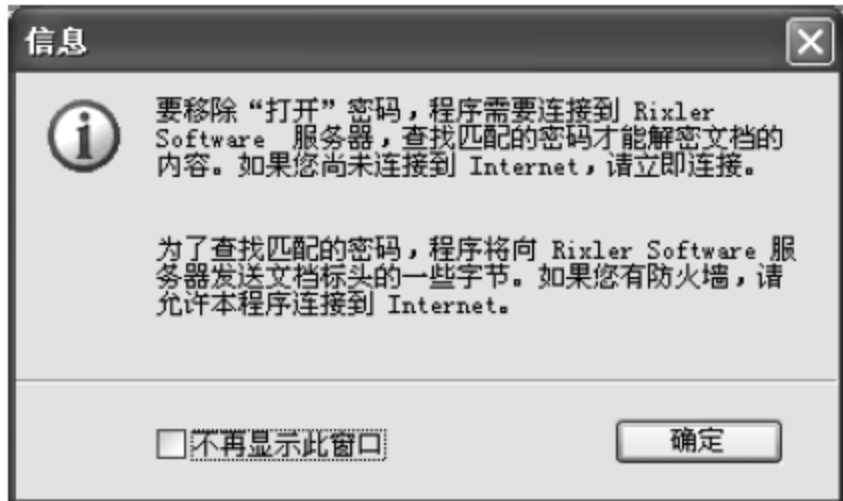 信息
要移除“打开”密码，程序需要连接到 Rixler
Software 服务器，查找匹配的密码才能解密文档的
内容。如果您尚未连接到 Internet，请立即连接。
为了查找匹配的密码，程序将向 Rixler Software 服
务器发送文档标头的一些字节。如果您有防火墙，请
允许本程序连接到 Internet。
不再显示此窗口
确定